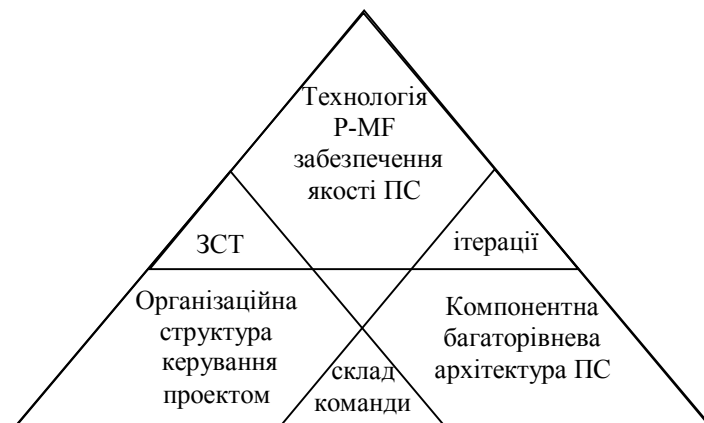 Технологія
P-MF
забезпечення
якості ПС
ЗСТ
ітерації
Організаційна
структура
керування
проектом
Компонентна
багаторівнева
архітектура ПС
склад
команди